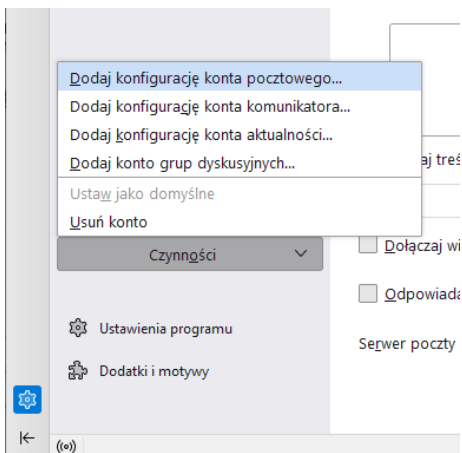 Dodaj konfigurację konta pocztowego...
Dodaj konfigurację konta komunikatora...
Dodaj konfigurację konta aktualności...
Dodaj konto grup dyskusyjnych...
Ustaw jako domyślne
Usuń konto
Czynności
Ustawienia programu
Dodatki i motywy
Dołączaj
Odpowiada
Serwer poczty